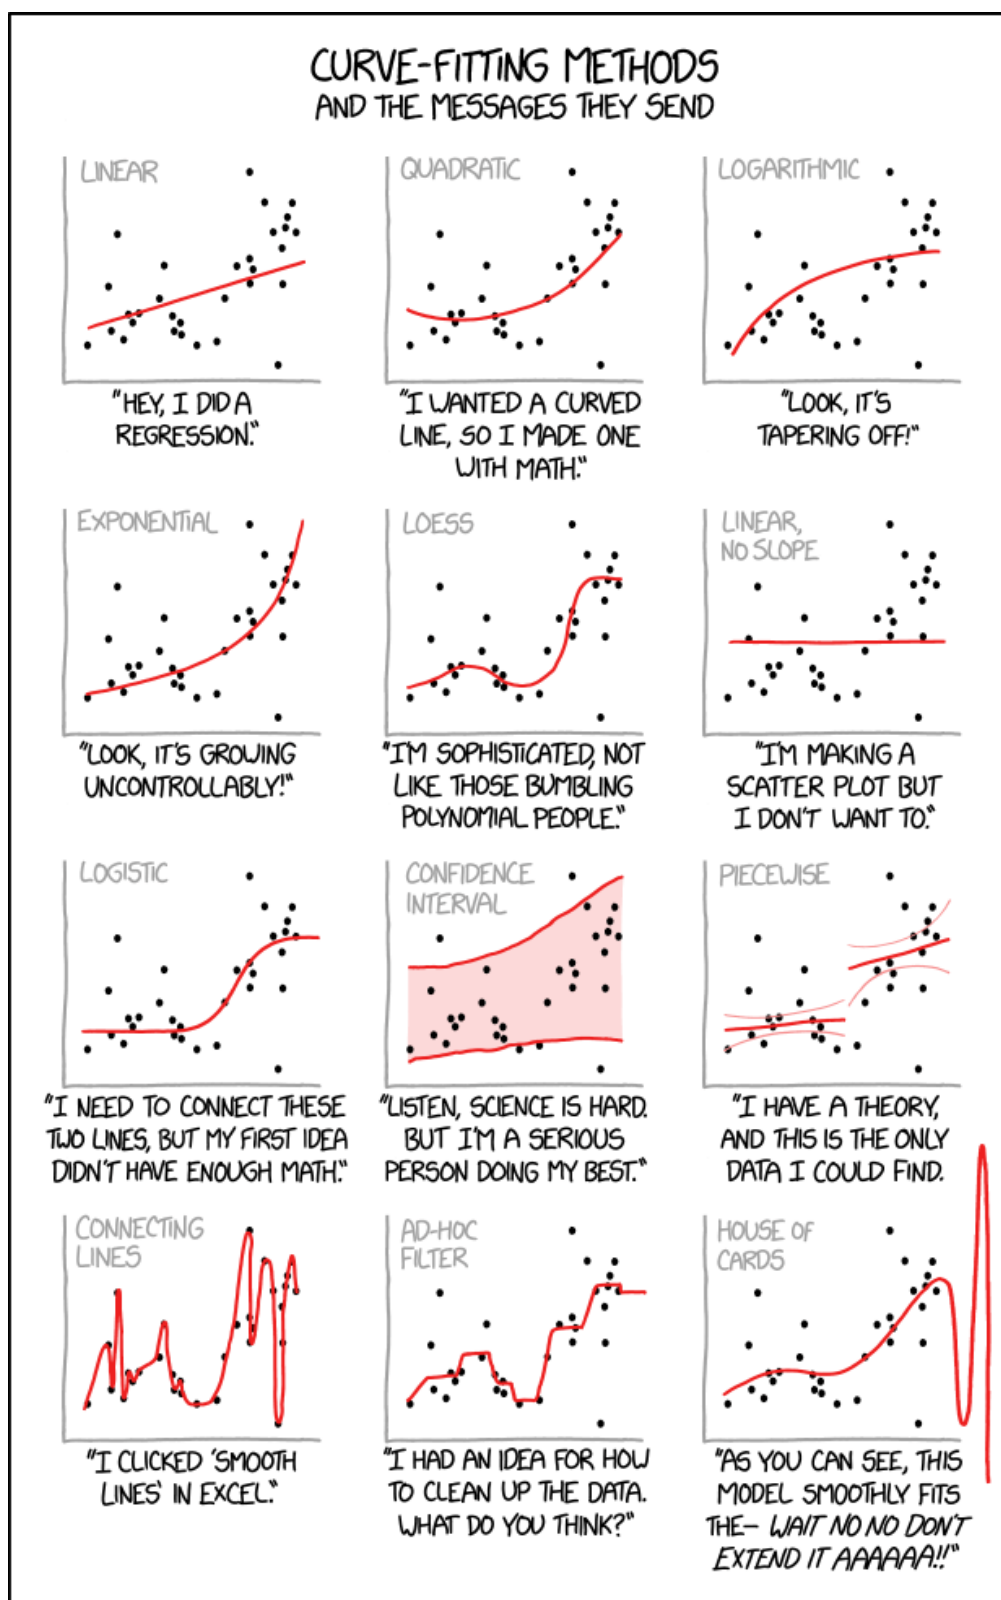 CURVE-FITTING METHODS
AND THE MESSAGES THEY SEND
LINEAR
"HEY, I DID A
REGRESSION."
QUADRATIC
"I WANTED A CURVED
LINE, SO I MADE ONE
WITH MATH."
LOGARITHMIC
"LOOK, IT'S
TAPERING OFF!"
EXPONENTIAL
"LOOK, IT'S GROWING
UNCONTROLLABLY!"
LOESS
"I'M SOPHISTICATED, NOT
LIKE THOSE BUMBLING
POLYNOMIAL PEOPLE."
LINEAR,
NO SLOPE
"I'M MAKING A
SCATTER PLOT BUT
I DON'T WANT TO."
LOGISTIC
"I NEED TO CONNECT THESE
TWO LINES, BUT MY FIRST IDEA
DIDN'T HAVE ENOUGH MATH."
CONFIDENCE
INTERVAL
"LISTEN, SCIENCE IS HARD.
BUT I'M A SERIOUS
PERSON DOING MY BEST."
PIECEWISE
"I HAVE A THEORY,
AND THIS IS THE ONLY
DATA I COULD FIND.
CONNECTING
LINES
"I CLICKED 'SMOOTH
LINES' IN EXCEL."
AD-HOC
FILTER
"I HAD AN IDEA FOR HOW
TO CLEAN UP THE DATA.
WHAT DO YOU THINK?"
HOUSE OF
CARDS
"AS YOU CAN SEE, THIS
MODEL SMOOTHLY FITS
THE- WAIT NO NO DON'T
EXTEND IT AAAAAA!!"